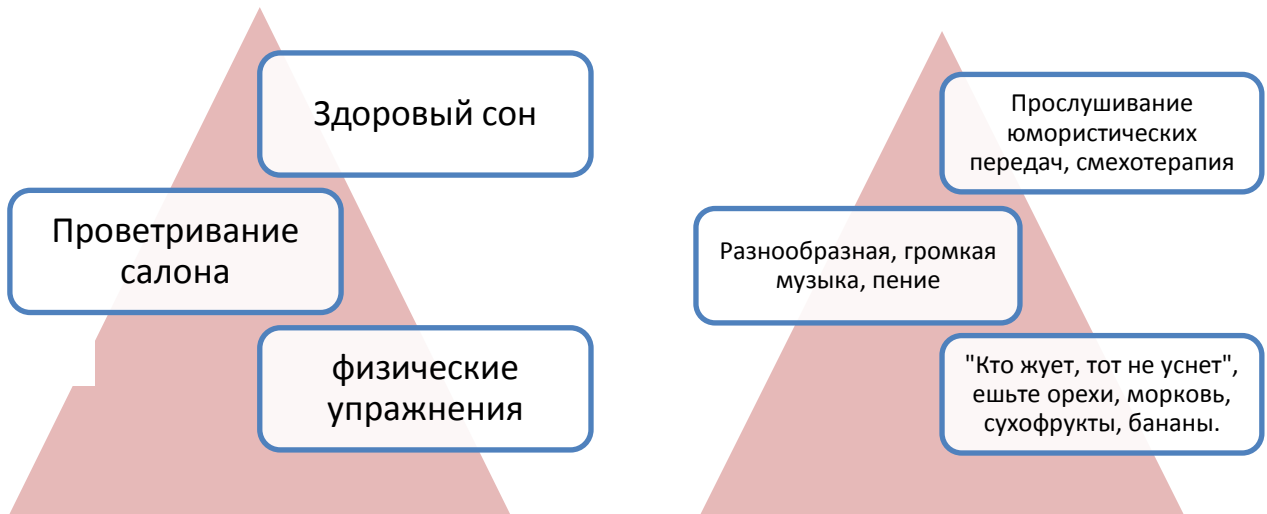 Здоровый сон
Проветривание
салона
физические
упражнения
Прослушивание
юмористических
передач, смехотерапия
Разнообразная, громкая
музыка, пение
"Кто жует, тот не уснет",
ешьте орехи, морковь,
сухофрукты, бананы.